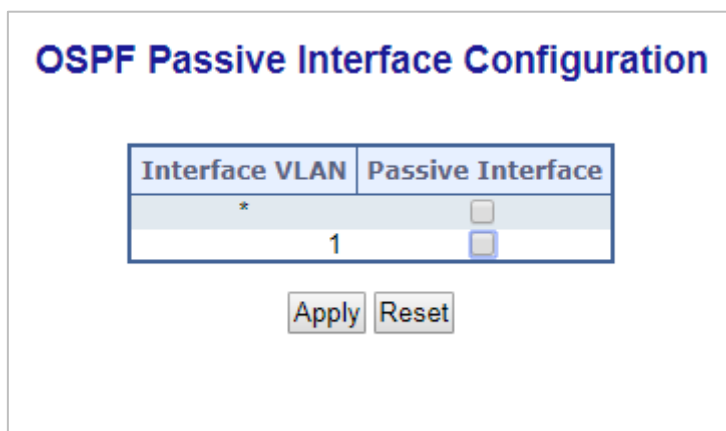 OSPF Passive Interface Configuration
Interface VLAN Passive Interface
*
1
Apply Reset